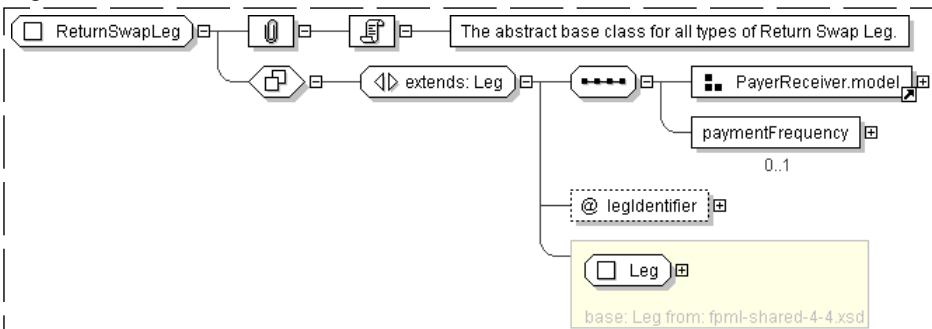 ReturnSwapLeg
The abstract base class for all types of Return Swap Leg.
extends: Leg
PayerReceiver.model
paymentFrequency
0..1
@ legIdentifier
Leg
base: Leg from: fpml-shared-4-4.xsd